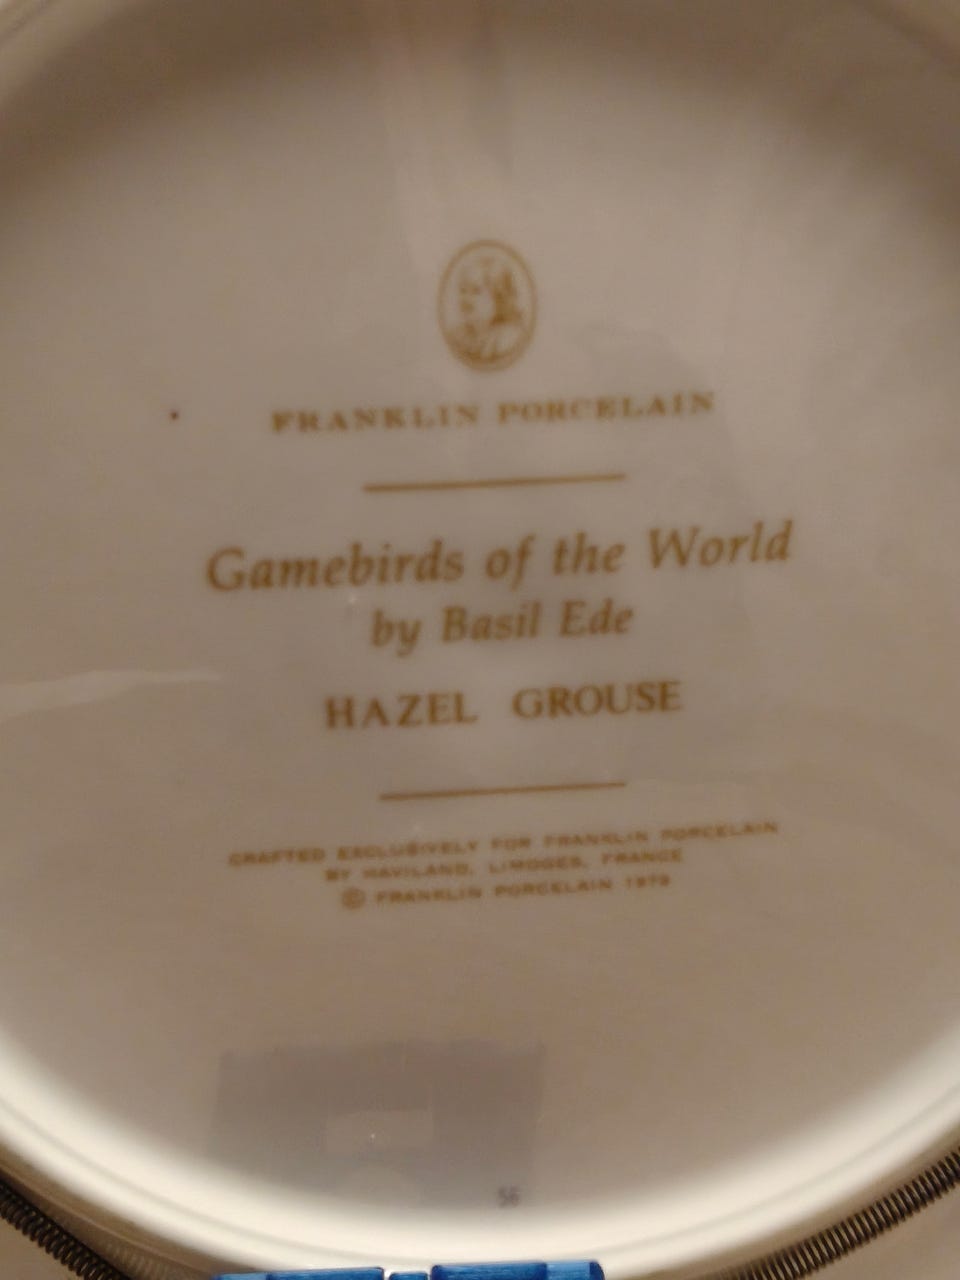 FRANKLIN PORCELAIN
Gamebirds of the World
by Basil Ede
HAZEL GROUSE
CRAFTED EXCLUSIVELY FOR FRANKLIN PORCELAIN
BY HAVILAND, LIMOGES, FRANCE
© FRANKLIN PORCELAIN 1979
56